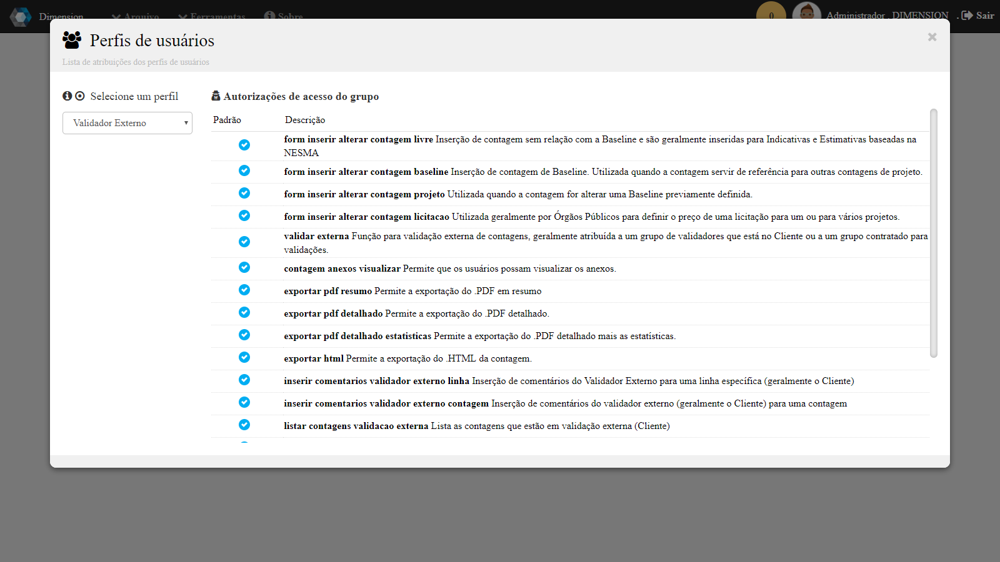 Dimension
Arquivo
Ferramentas
Sobre
0
Administrador . DIMENSION .
Sair
Perfis de usuários
×
Lista de atribuições dos perfis de usuários
Selecione um perfil
Validador Externo
Autorizações de acesso do grupo
Padrão Descrição
form inserir alterar contagem livre Inserção de contagem sem relação com a Baseline e são geralmente inseridas para Indicativas e Estimativas baseadas na
NESMA
form inserir alterar contagem baseline Inserção de contagem de Baseline. Utilizada quando a contagem servir de referência para outras contagens de projeto.
form inserir alterar contagem projeto Utilizada quando a contagem for alterar uma Baseline previamente definida.
form inserir alterar contagem licitacao Utilizada geralmente por Órgãos Públicos para definir o preço de uma licitação para um ou para vários projetos.
validar externa Função para validação externa de contagens, geralmente atribuída a um grupo de validadores que está no Cliente ou a um grupo contratado para
validações.
contagem anexos visualizar Permite que os usuários possam visualizar os anexos.
exportar pdf resumo Permite a exportação do .PDF em resumo
exportar pdf detalhado Permite a exportação do .PDF detalhado.
exportar pdf detalhado estatisticas Permite a exportação do .PDF detalhado mais as estatísticas.
exportar html Permite a exportação do .HTML da contagem.
inserir comentarios validador externo linha Inserção de comentários do Validador Externo para uma linha específica (geralmente o Cliente)
inserir comentarios validador externo contagem Inserção de comentários do validador externo (geralmente o Cliente) para uma contagem
listar contagens validacao externa Lista as contagens que estão em validação externa (Cliente)